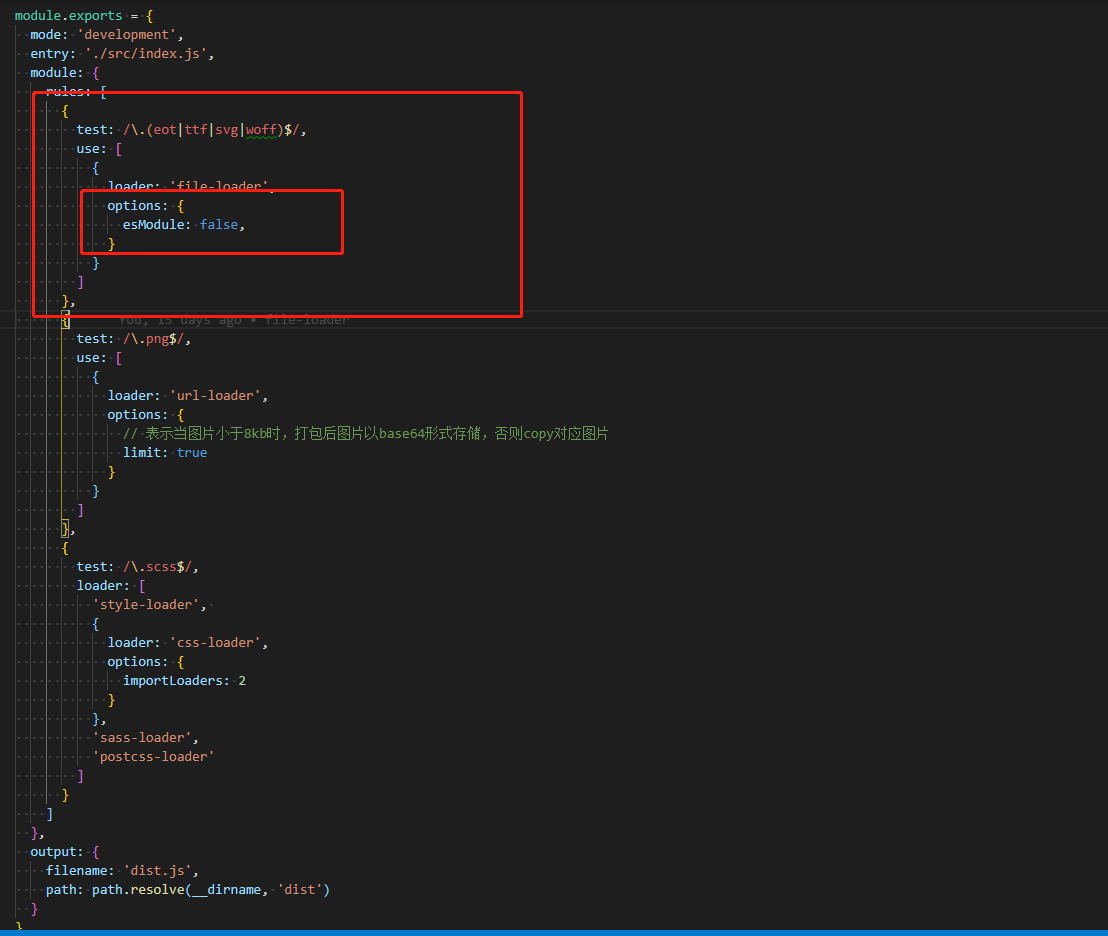 module.exports = {
mode: 'development',
entry: './src/index.js',
module: {
rules: [
{
test: /\.(eot|ttf|svg|woff)$/,
use: [
{
loader: 'file-loader',
options: {
esModule: false,
}
}
]
},
{ You, 15 days ago • file-loader
test: /\.png$/,
use: [
{
loader: 'url-loader',
options: {
// 表示当图片小于8kb时，打包后图片以base64形式存储，否则copy对应图片
limit: true
}
}
]
},
{
test: /\.scss$/,
loader: [
'style-loader',
{
loader: 'css-loader',
options: {
importLoaders: 2
}
},
'sass-loader',
'postcss-loader'
]
}
]
},
output: {
filename: 'dist.js',
path: path.resolve(__dirname, 'dist')
}
}